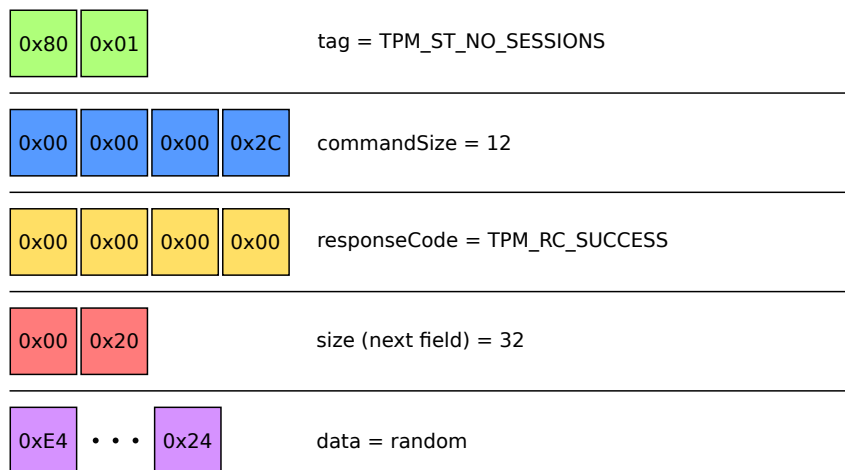 0x80 0x01 tag = TPM_ST_NO_SESSIONS
0x00 0x00 0x00 0x2C commandSize = 12
0x00 0x00 0x00 0x00 responseCode = TPM_RC_SUCCESS
0x00 0x20 size (next field) = 32
0xE4 • • • 0x24 data = random